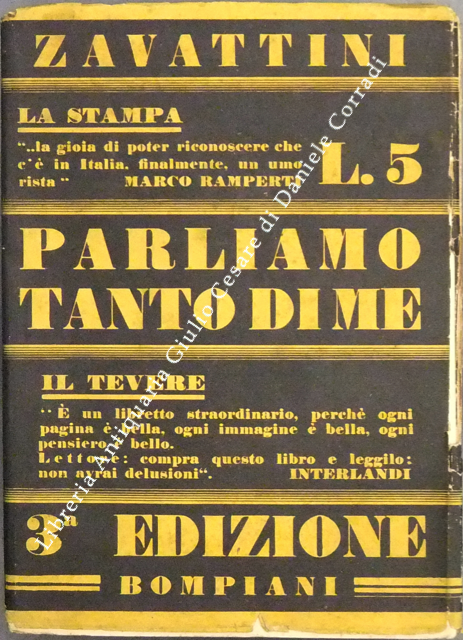 ZAVATTINI
LA STAMPA
“..la gioia di poter riconoscere che
c'è in Italia, finalmente, un umo
rista” MARCO RAMPERTI
L. 5
PARLIAMO
TANTO DI ME
IL TEVERE
“È un libretto straordinario, perchè ogni
pagina è bella, ogni immagine è bella, ogni
pensiero è bello.
Lettore: compra questo libro e leggilo:
non avrai delusioni“. INTERLANDI
3a EDIZIONE
BOMPIANI
Libreria Antiquaria Giulio Cesare di Daniele Corradi